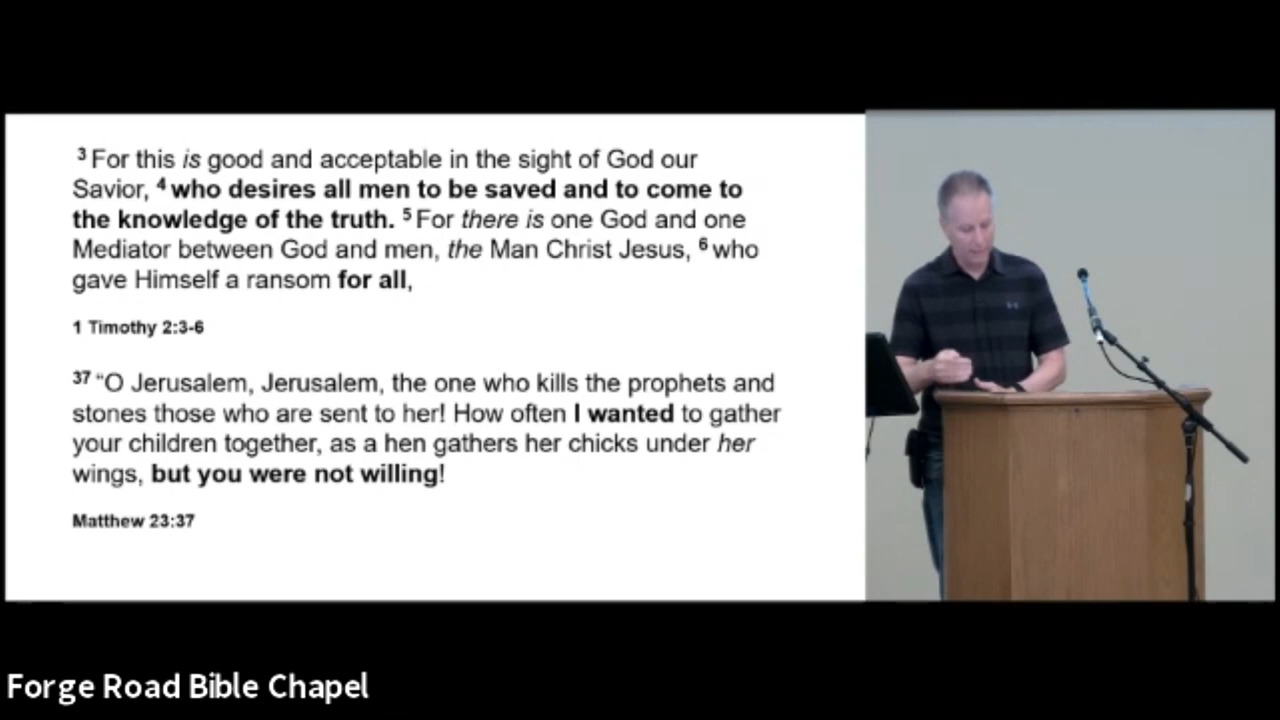 3 For this is good and acceptable in the sight of God our
Savior, 4 who desires all men to be saved and to come to
the knowledge of the truth. 5 For there is one God and one
Mediator between God and men, the Man Christ Jesus, 6 who
gave Himself a ransom for all,
1 Timothy 2:3-6
37 "O Jerusalem, Jerusalem, the one who kills the prophets and
stones those who are sent to her! How often I wanted to gather
your children together, as a hen gathers her chicks under her
wings, but you were not willing!
Matthew 23:37
Forge Road Bible Chapel